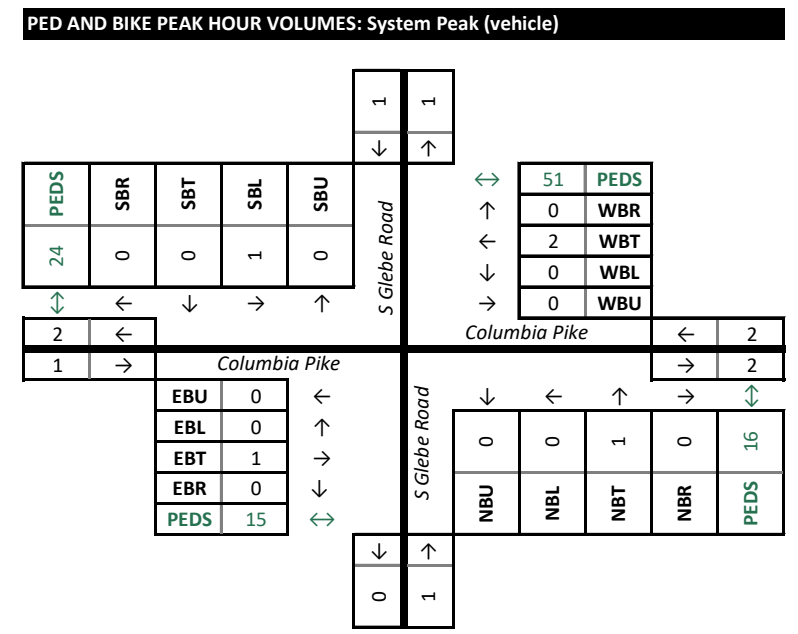 PED AND BIKE PEAK HOUR VOLUMES: System Peak (vehicle)
1 1
↓ ↑
PEDS SBR SBT SBL SBU
24 0 0 1 0
↕ ← ↓ → ↑
S Glebe Road
↔ 51 PEDS
↑ 0 WBR
← 2 WBT
↓ 0 WBL
→ 0 WBU
2 ←
Columbia Pike
← 2
1 →
Columbia Pike
→ 2
EBU 0 ←
EBL 0 ↑
EBT 1 →
EBR 0 ↓
PEDS 15 ↔
S Glebe Road
↓ ← ↑ → ↕
0 0 1 0 16
NBU NBL NBT NBR PEDS
↓ ↑
0 1